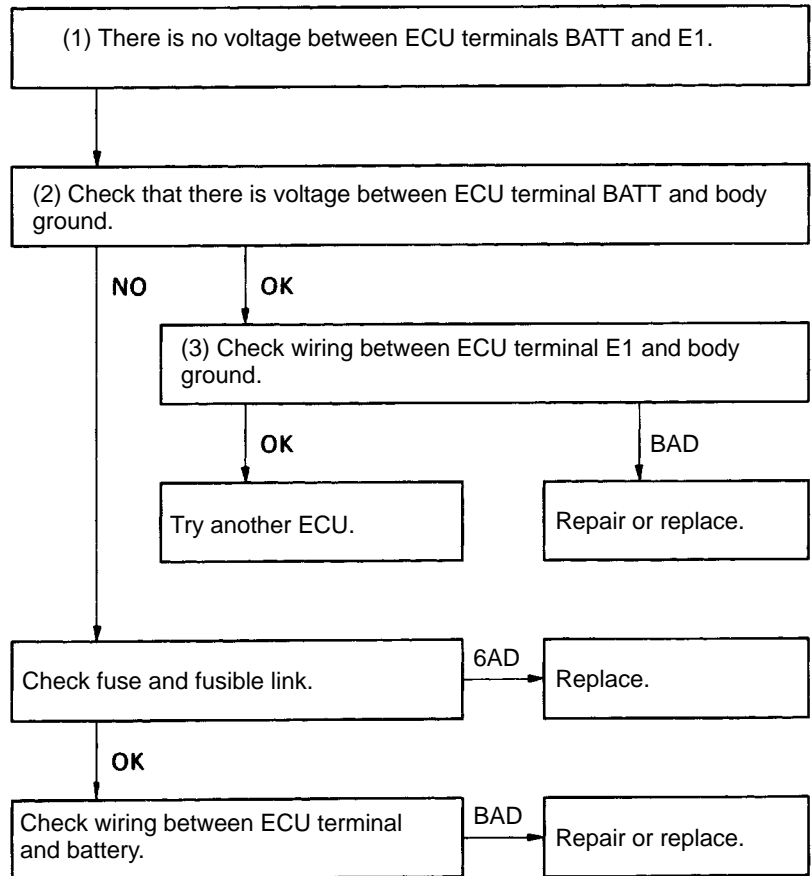 (1) There is no voltage between ECU terminals BATT and E1.
(2) Check that there is voltage between ECU terminal BATT and body
ground.
NO
OK
(3) Check wiring between ECU terminal E1 and body
ground.
OK
BAD
Try another ECU.
Repair or replace.
Check fuse and fusible link.
6AD
Replace.
OK
Check wiring between ECU terminal
and battery.
BAD
Repair or replace.